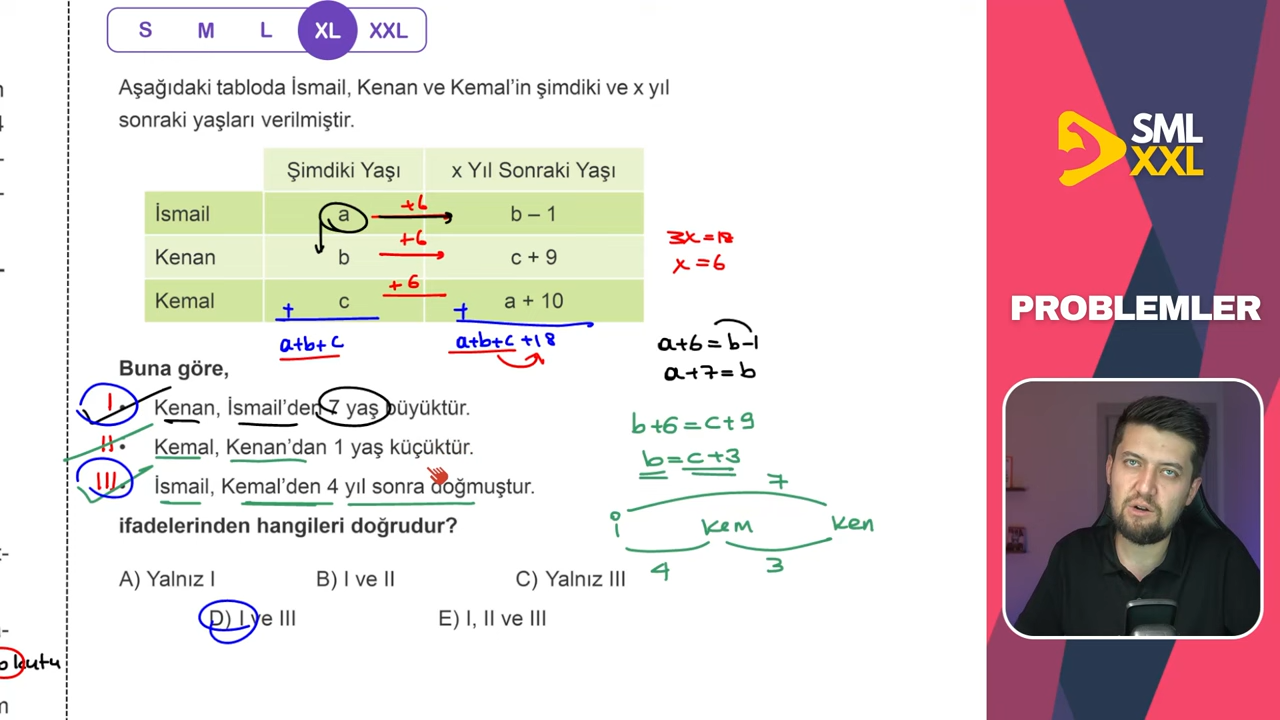 S M L XL XXL
Aşağıdaki tabloda İsmail, Kenan ve Kemal'in şimdiki ve x yıl
sonraki yaşları verilmiştir.
Şimdiki Yaşı x Yıl Sonraki Yaşı
İsmail a +6 b – 1
Kenan b +6 c + 9
Kemal c +6 a + 10
+ +
a+b+c a+b+c+18
3x=18
x=6
a+6=b-1
a+7=b
Buna göre,
I • Kenan, İsmail'den 7 yaş büyüktür.
II • Kemal, Kenan'dan 1 yaş küçüktür.
III İsmail, Kemal'den 4 yıl sonra doğmuştur.
ifadelerinden hangileri doğrudur?
b+6=c+9
b=c+3
7
i Kem Ken
4 3
A) Yalnız I B) I ve II C) Yalnız III
D) I ve III E) I, II ve III
SML
XXL
PROBLEMLER